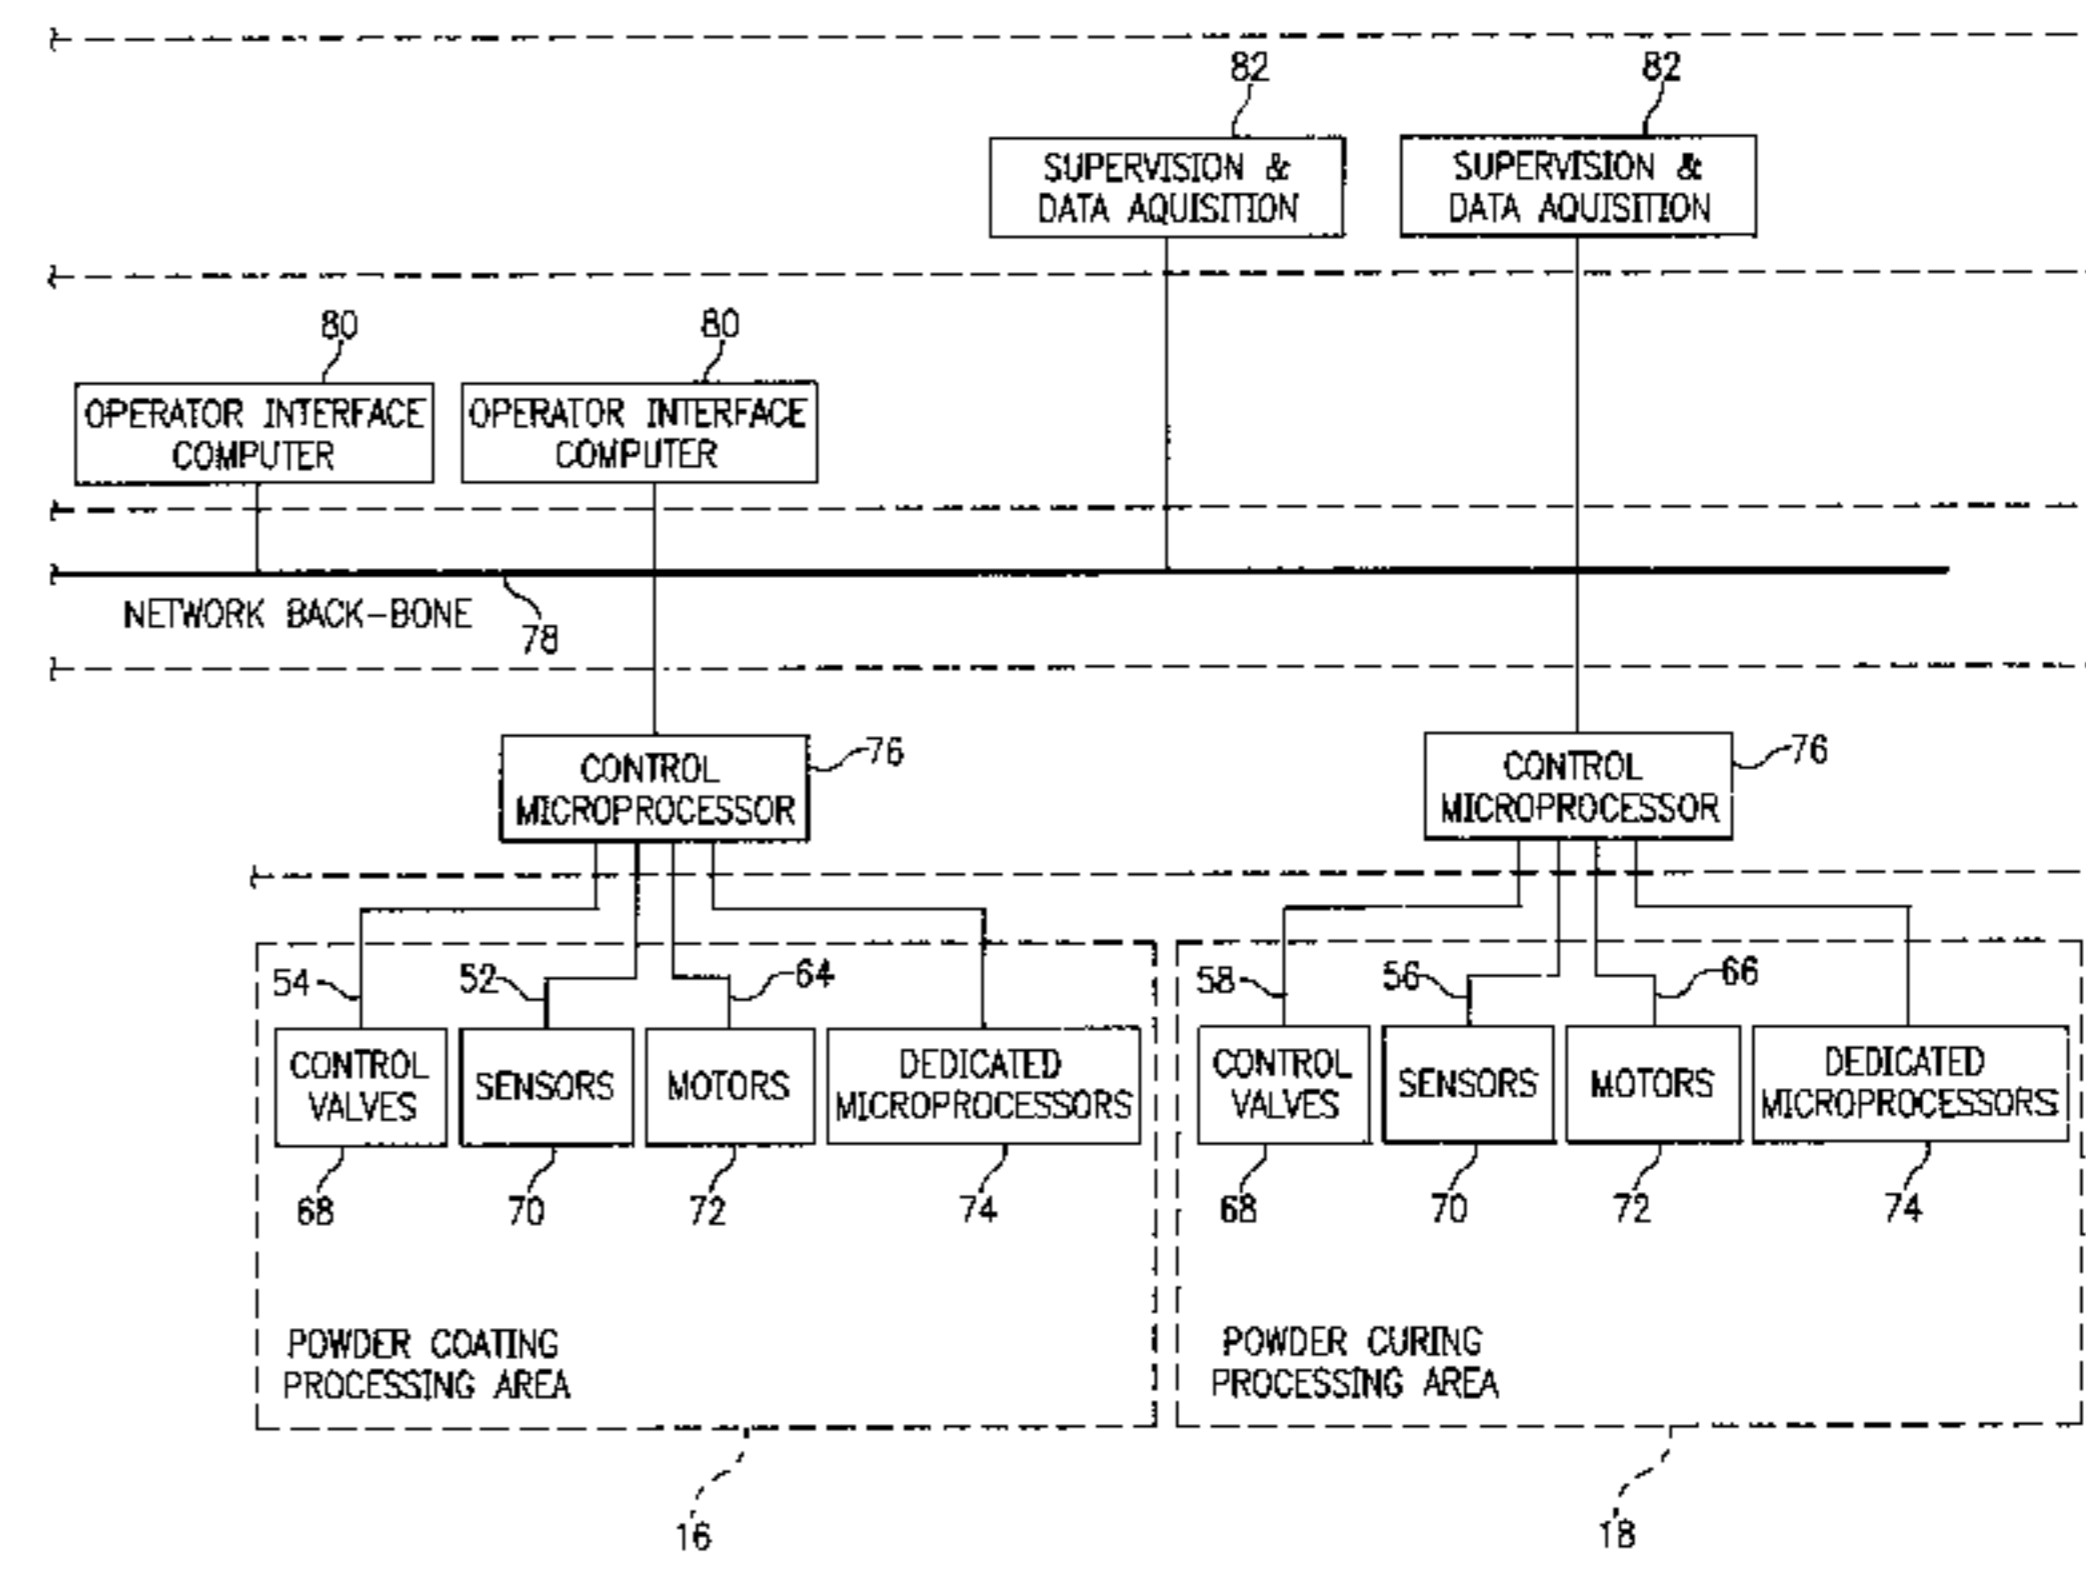 82 82
SUPERVISION &
DATA AQUISITION
SUPERVISION &
DATA AQUISITION
80 80
OPERATOR INTERFACE
COMPUTER
OPERATOR INTERFACE
COMPUTER
NETWORK BACK-BONE
78
CONTROL
MICROPROCESSOR
76
CONTROL
MICROPROCESSOR
76
54 52 64
58 56 66
CONTROL
VALVES
SENSORS
MOTORS
DEDICATED
MICROPROCESSORS
CONTROL
VALVES
SENSORS
MOTORS
DEDICATED
MICROPROCESSORS
68 70 72 74
68 70 72 74
POWDER COATING
PROCESSING AREA
POWDER CURING
PROCESSING AREA
16 18